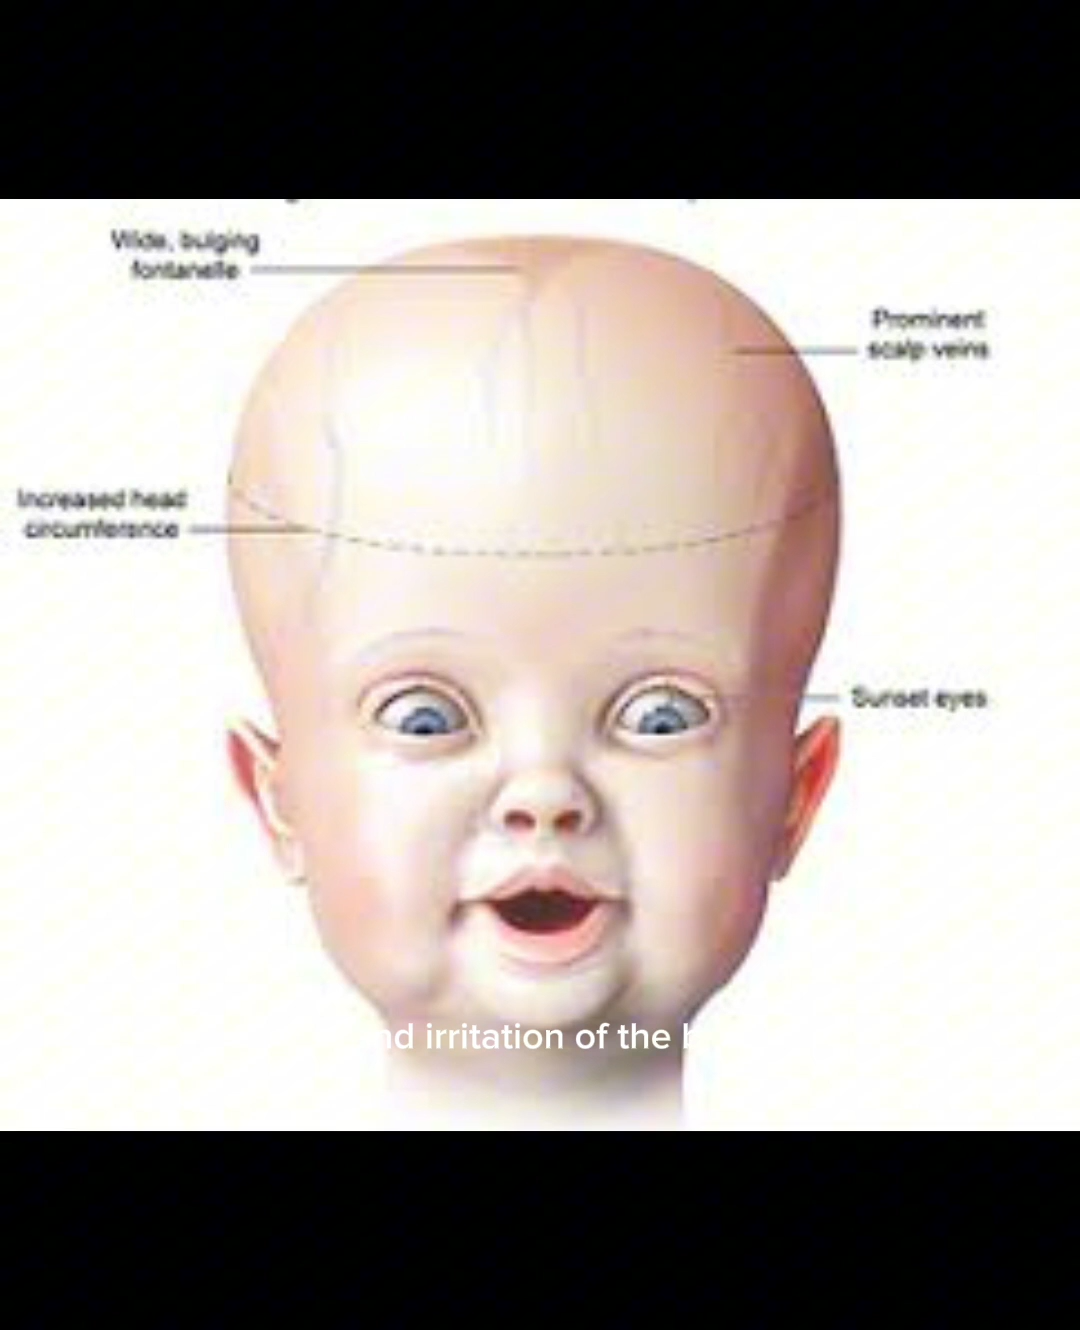 Wide, bulging
fontanelle
Prominent
scalp veins
Increased head
circumference
Sunset eyes
irritation of the